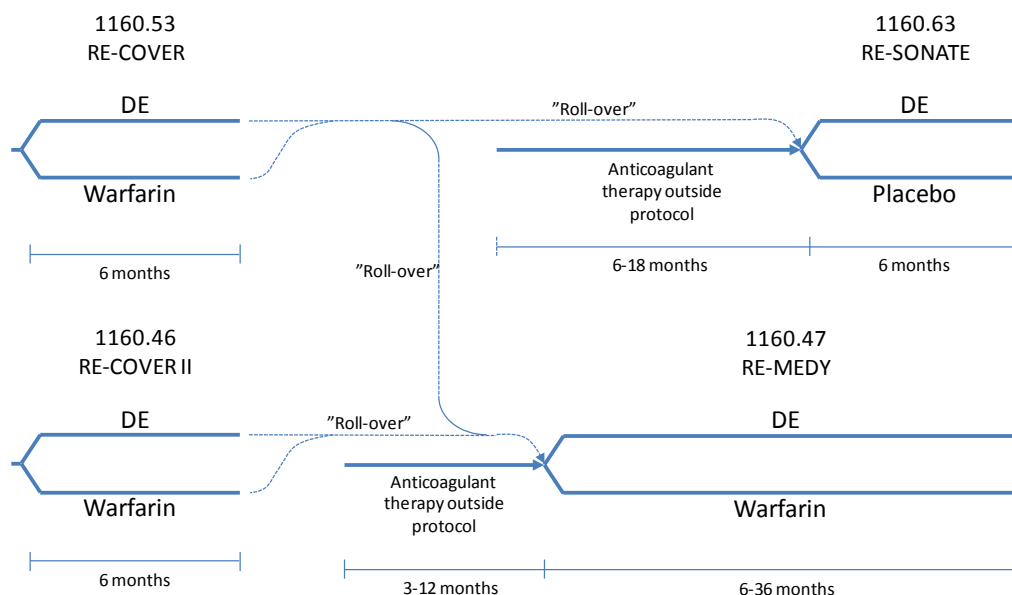 1160.53
RE-COVER
DE
Warfarin
6 months
1160.63
RE-SONATE
”Roll-over”
DE
Anticoagulant
therapy outside
protocol
Placebo
6-18 months
6 months
”Roll-over”
1160.46
RE-COVER II
DE
Warfarin
6 months
1160.47
RE-MEDY
”Roll-over”
DE
Anticoagulant
therapy outside
protocol
Warfarin
3-12 months
6-36 months